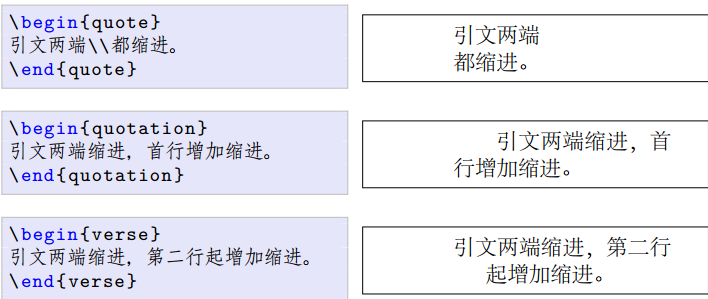 \begin{quote}
引文两端\\都缩进。
\end{quote}
引文两端
都缩进。
\begin{quotation}
引文两端缩进，首行增加缩进。
\end{quotation}
引文两端缩进，首
行增加缩进。
\begin{verse}
引文两端缩进，第二行起增加缩进。
\end{verse}
引文两端缩进，第二行
起增加缩进。